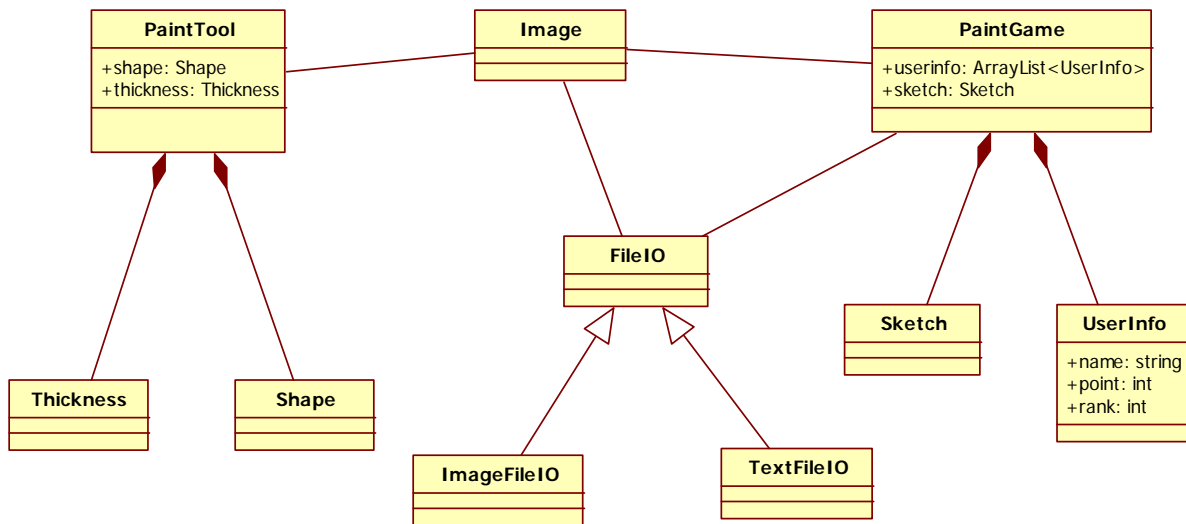 PaintTool
+shape: Shape
+thickness: Thickness
Image
PaintGame
+userinfo: ArrayList<UserInfo>
+sketch: Sketch
FileIO
Sketch
UserInfo
+name: string
+point: int
+rank: int
Thickness
Shape
ImageFileIO
TextFileIO